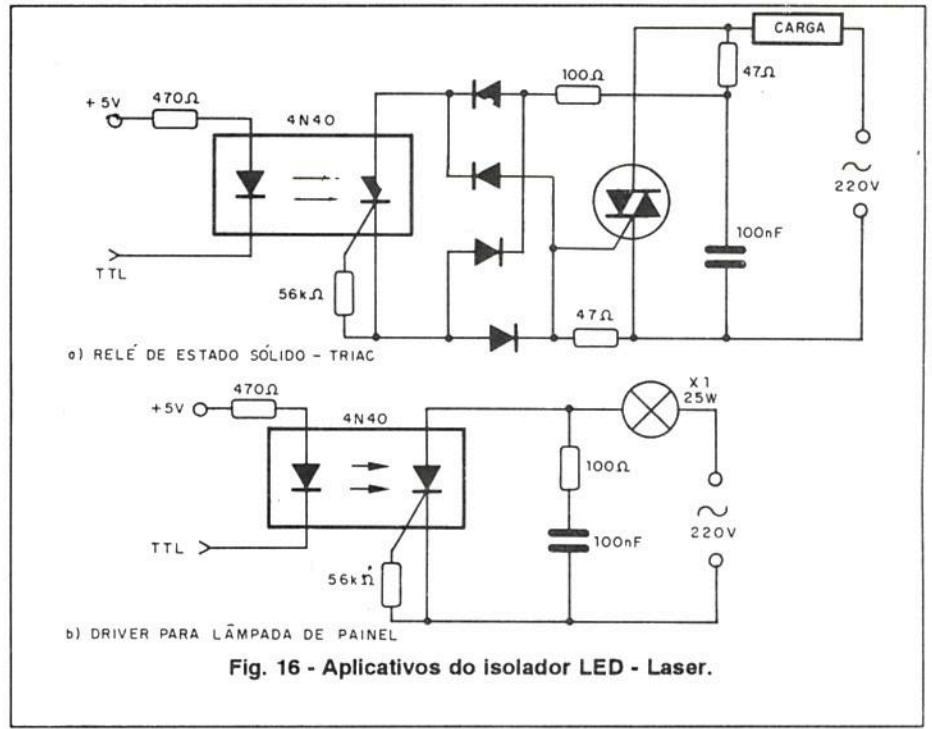 CARGA
47Ω
100Ω
470Ω
+ 5V
4N40
220V
100nF
TTL
56kΩ
47Ω
a) RELÉ DE ESTADO SÓLIDO - TRIAC
X1
25W
470Ω
+5V
4N40
100Ω
220V
100nF
TTL
56kΩ
b) DRIVER PARA LÂMPADA DE PAINEL
Fig. 16 - Aplicativos do isolador LED - Laser.